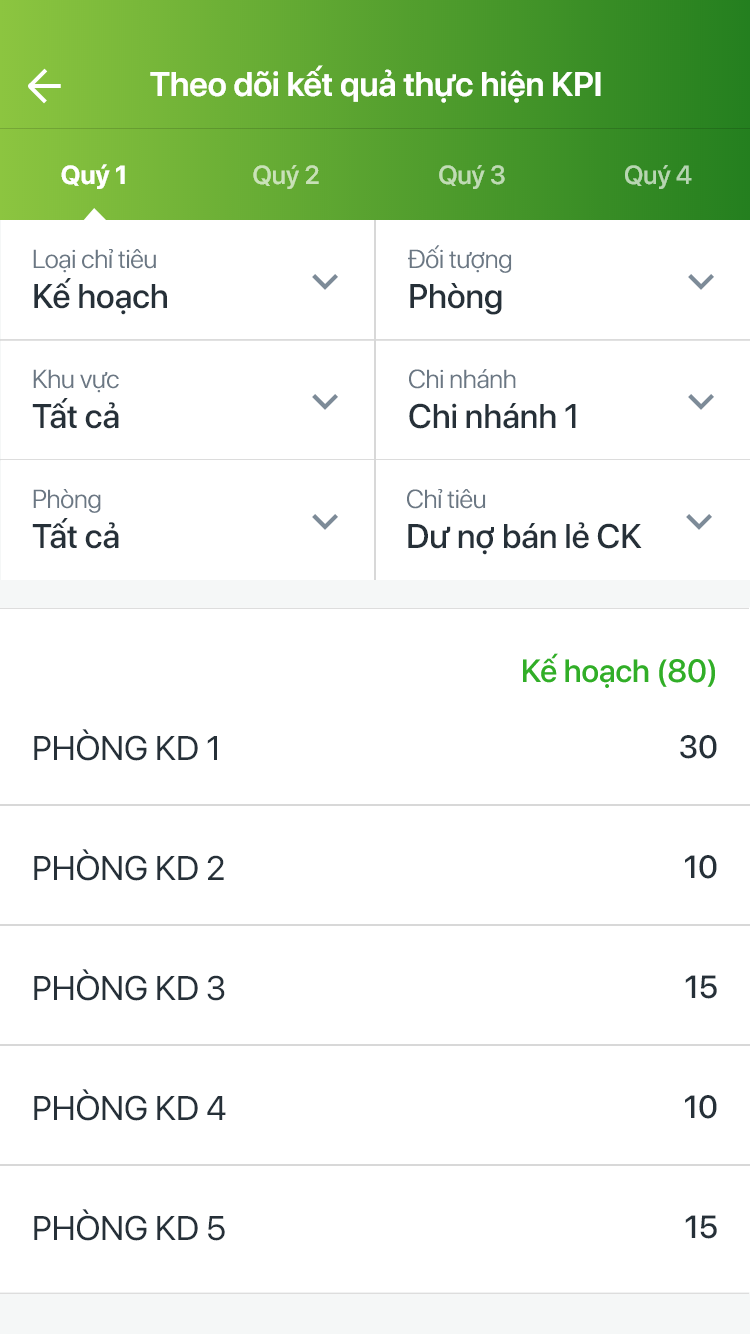 Theo dõi kết quả thực hiện KPI
Quý 1 Quý 2 Quý 3 Quý 4
Loại chỉ tiêu
Kế hoạch
Đối tượng
Phòng
Khu vực
Tất cả
Chi nhánh
Chi nhánh 1
Phòng
Tất cả
Chỉ tiêu
Dư nợ bán lẻ CK
Kế hoạch (80)
PHÒNG KD 1 30
PHÒNG KD 2 10
PHÒNG KD 3 15
PHÒNG KD 4 10
PHÒNG KD 5 15